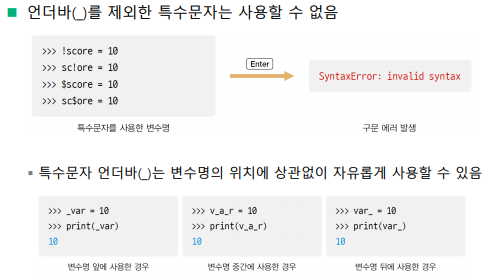 ■ 언더바(_)를 제외한 특수문자는 사용할 수 없음
>>> !score = 10
>>> sc!ore = 10
>>> $score = 10
>>> sc$ore = 10
Enter
SyntaxError: invalid syntax
특수문자를 사용한 변수명
구문 에러 발생
▪ 특수문자 언더바(_)는 변수명의 위치에 상관없이 자유롭게 사용할 수 있음
>>> _var = 10
>>> print(_var)
10
변수명 앞에 사용한 경우
>>> v_a_r = 10
>>> print(v_a_r)
10
변수명 중간에 사용한 경우
>>> var_ = 10
>>> print(var_)
10
변수명 뒤에 사용한 경우